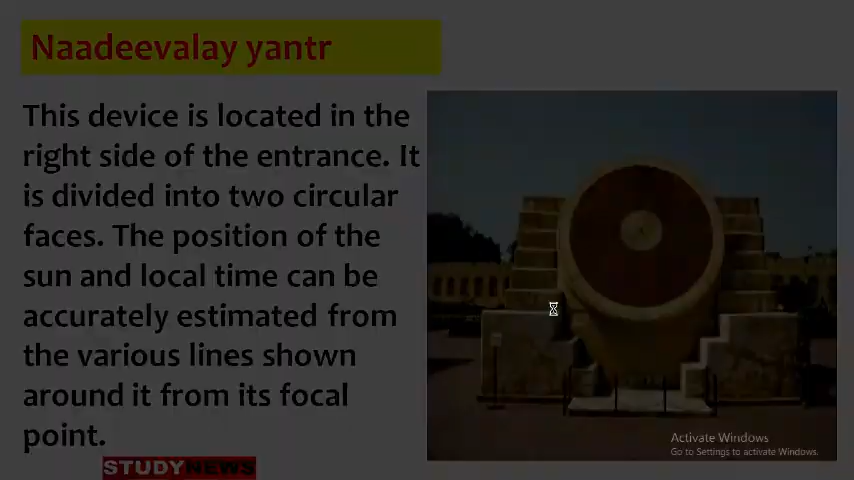 Naadeevalay yantr
This device is located in the
right side of the entrance. It
is divided into two circular
faces. The position of the
sun and local time can be
accurately estimated from
the various lines shown
around it from its focal
point.
STUDYNEWS
Activate Windows
Go to Settings to activate Windows.